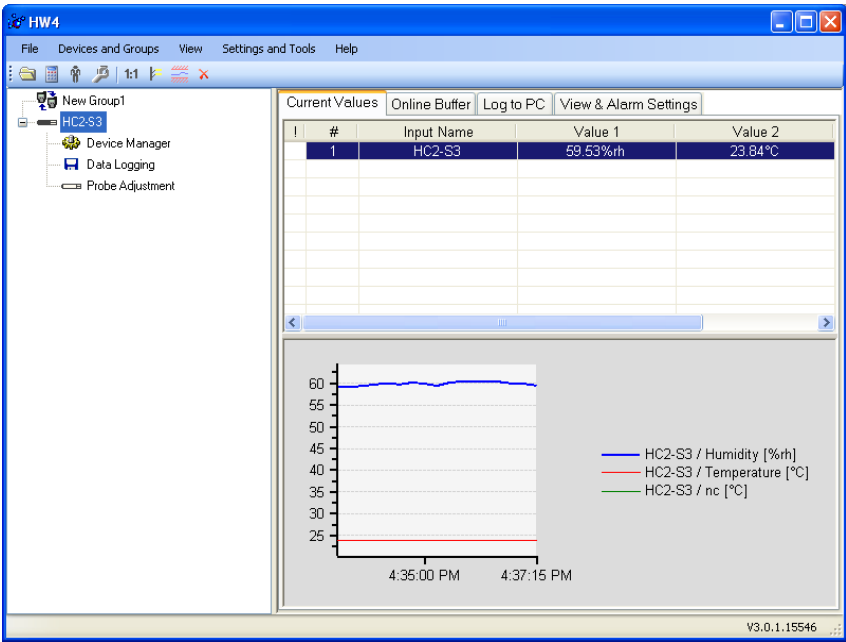 HW4
File Devices and Groups View Settings and Tools Help
1:1
New Group1
HC2-S3
Device Manager
Data Logging
Probe Adjustment
Current Values Online Buffer Log to PC View & Alarm Settings
! # Input Name Value 1 Value 2
1 HC2-S3 59.53%rh 23.84°C
60
55
50
45
40
35
30
25
4:35:00 PM 4:37:15 PM
HC2-S3 / Humidity [%rh]
HC2-S3 / Temperature [°C]
HC2-S3 / nc [°C]
V3.0.1.15546